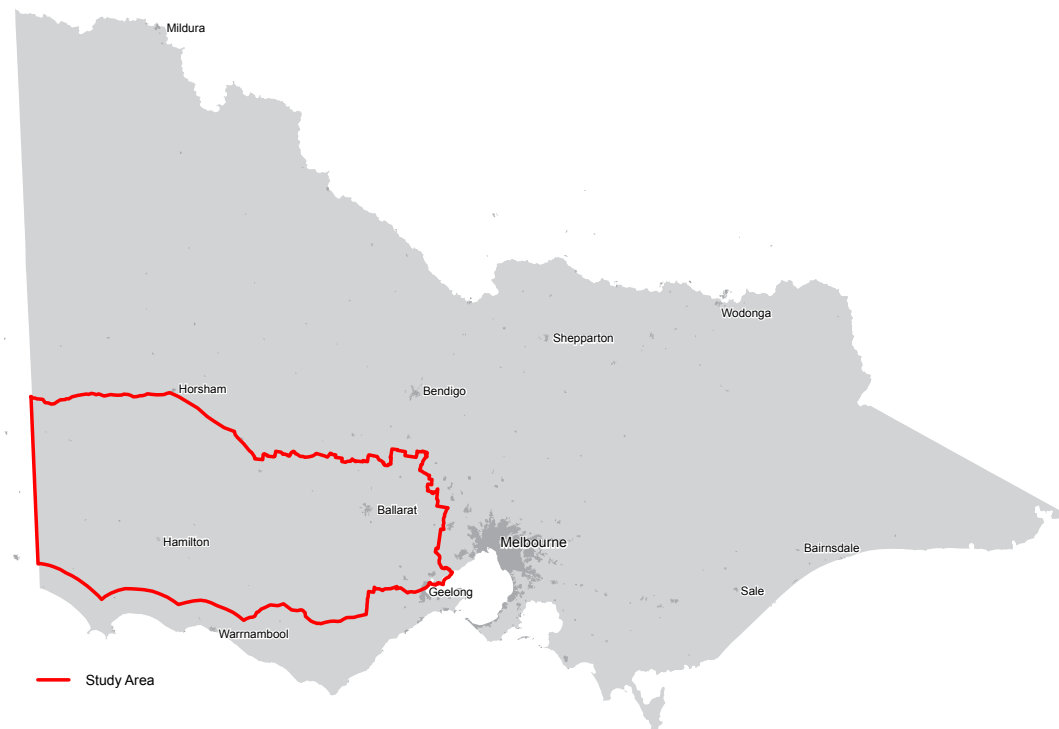 Mildura
Wodonga
Shepparton
Horsham
Bendigo
Ballarat
Hamilton
Melbourne
Bairnsdale
Geelong
Sale
Warrnambool
Study Area